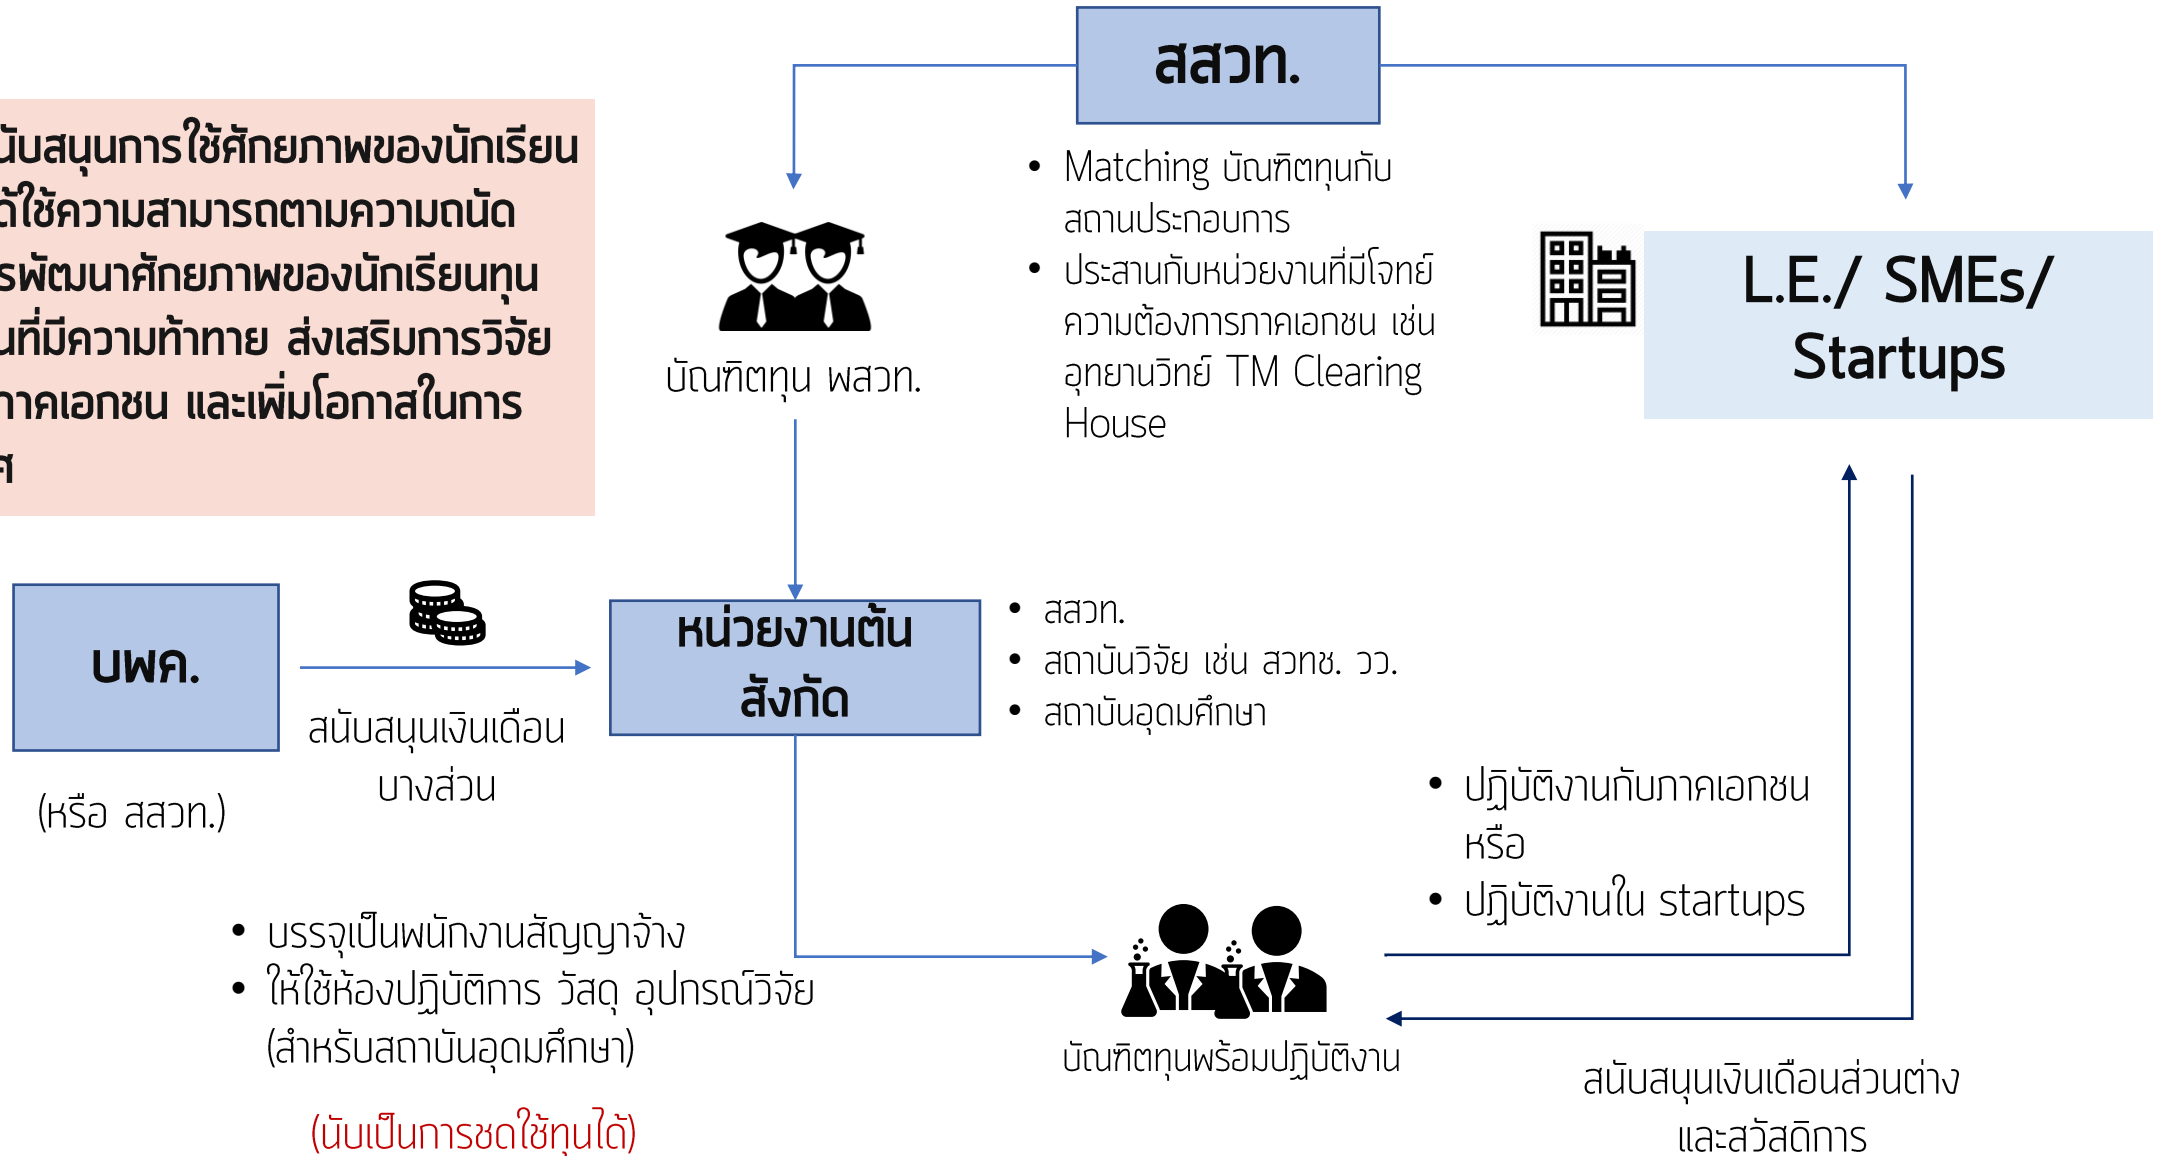 สสวท.
นับสนุนการใช้ศักยภาพของนักเรียน
ด้ใช้ความสามารถตามความถนัด
รพัฒนาศักยภาพของนักเรียนทุน
นที่มีความท้าทาย ส่งเสริมการวิจัย
ภาคเอกชน และเพิ่มโอกาสในการ
ศ
บัณฑิตทุน พสวท.
• Matching บัณฑิตทุนกับ
สถานประกอบการ
• ประสานกับหน่วยงานที่มีโจทย์
ความต้องการภาคเอกชน เช่น
อุทยานวิทย์ TM Clearing
House
L.E./ SMEs/
Startups
บพค.
(หรือ สสวท.)
สนับสนุนเงินเดือน
บางส่วน
หน่วยงานต้น
สังกัด
• สสวท.
• สถาบันวิจัย เช่น สวทช. วว.
• สถาบันอุดมศึกษา
• ปฏิบัติงานกับภาคเอกชน
หรือ
• ปฏิบัติงานใน startups
• บรรจุเป็นพนักงานสัญญาจ้าง
• ให้ใช้ห้องปฏิบัติการ วัสดุ อุปกรณ์วิจัย
(สำหรับสถาบันอุดมศึกษา)
(นับเป็นการชดใช้ทุนได้)
บัณฑิตทุนพร้อมปฏิบัติงาน
สนับสนุนเงินเดือนส่วนต่าง
และสวัสดิการ